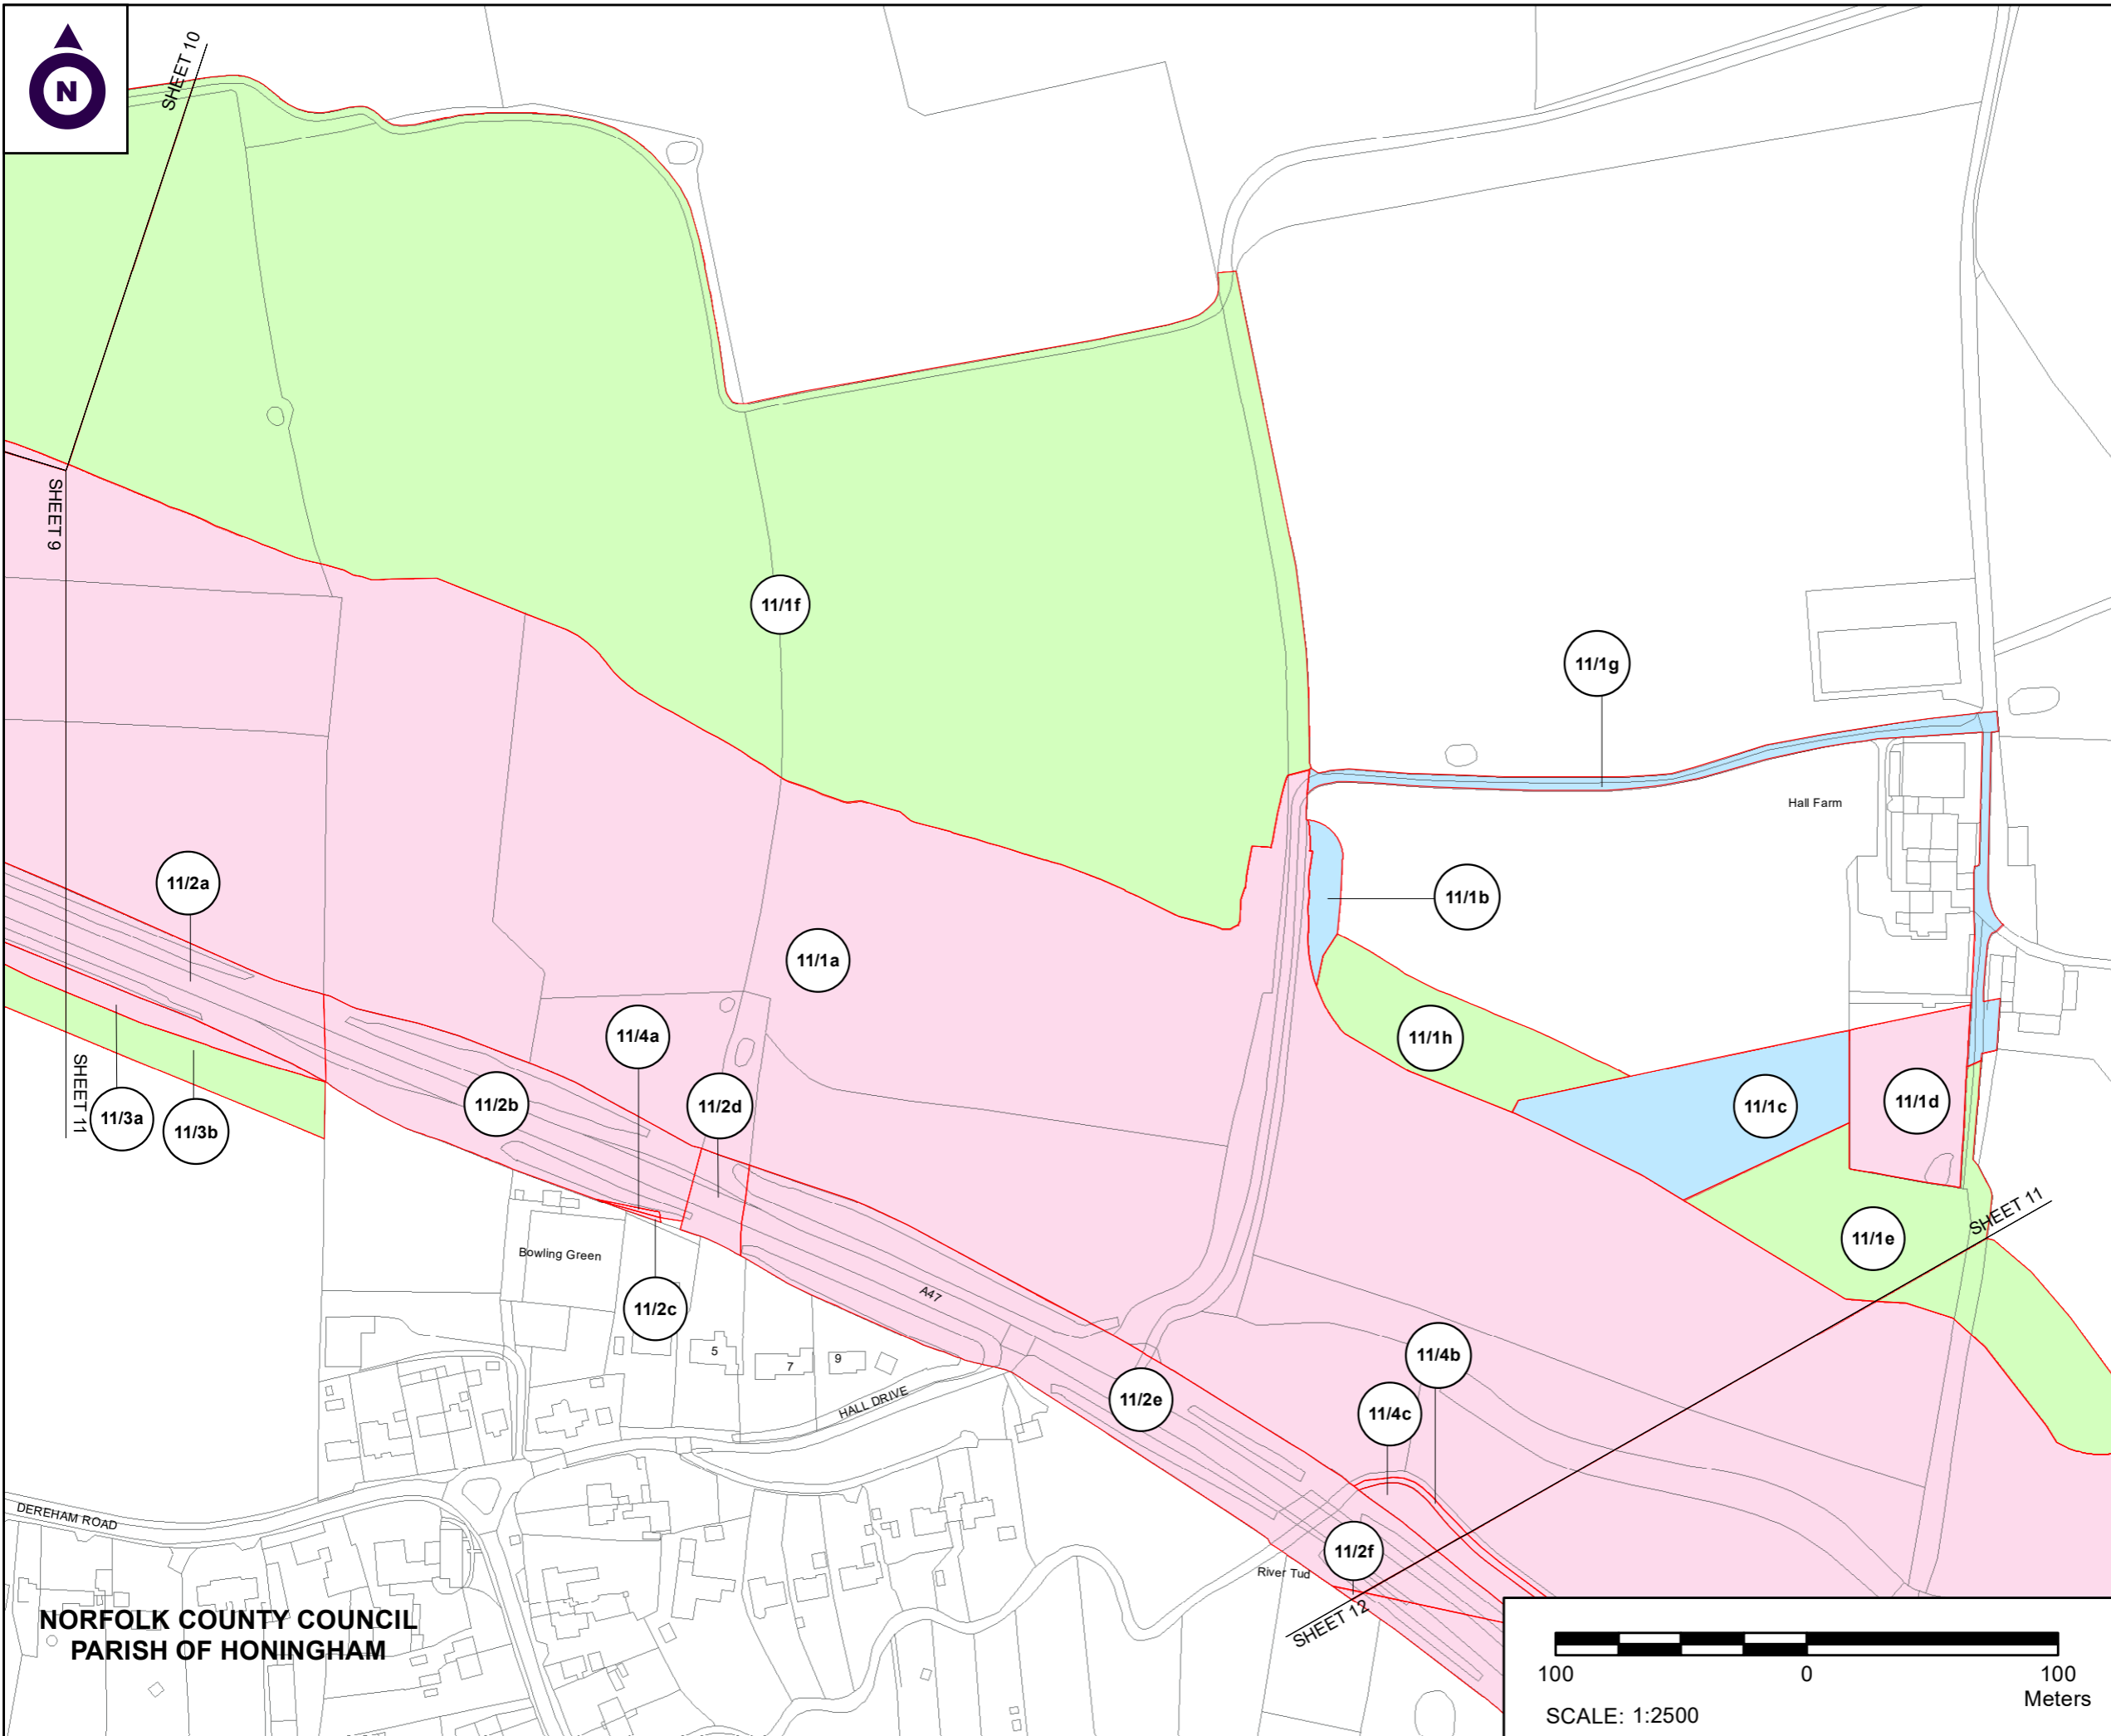 N
SHEET 10
SHEET 9
11/1f
11/1g
Hall Farm
11/2a
11/1b
11/1a
11/4a
11/1h
11/2b
11/2d
11/1c
11/1d
SHEET 11
11/3a
11/3b
SHEET 11
11/1e
Bowling Green
A47
11/2c
5
7
9
11/4b
HALL DRIVE
11/2e
11/4c
DEREHAM ROAD
11/2f
River Tud
SHEET 12
NORFOLK COUNTY COUNCIL
PARISH OF HONINGHAM
100 0 100
Meters
SCALE: 1:2500